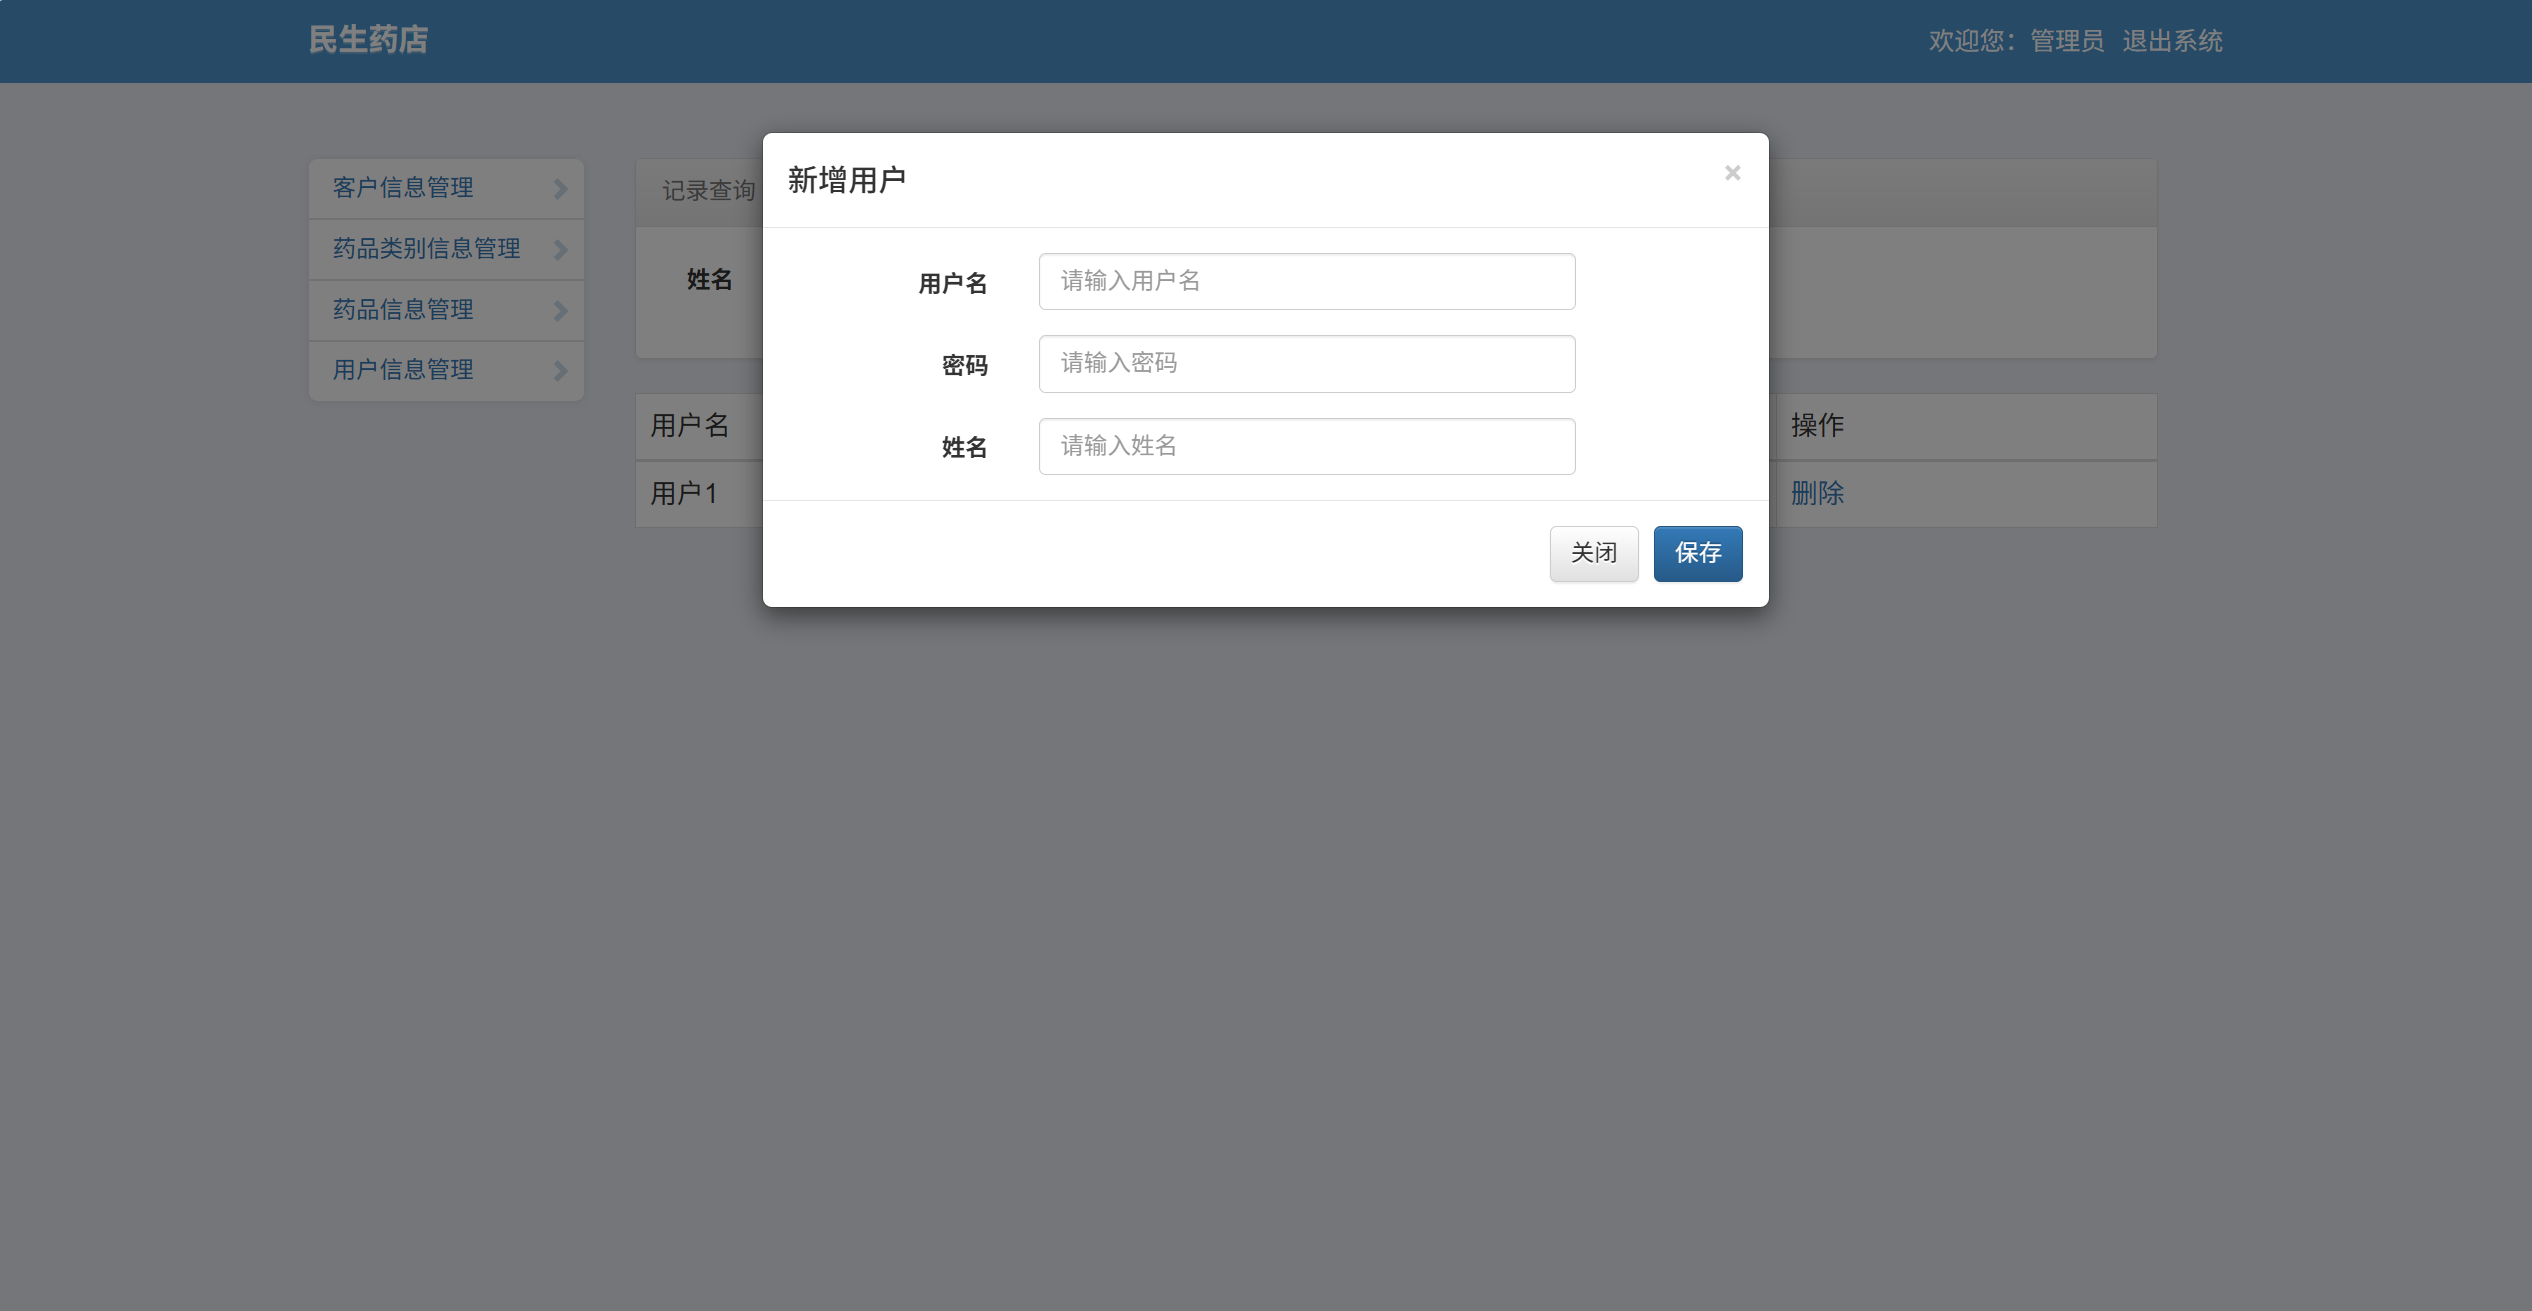 民生药店
欢迎您：管理员 退出系统
客户信息管理
药品类别信息管理
药品信息管理
用户信息管理
记录查询
姓名
用户名
操作
用户1
删除
新增用户
×
用户名 请输入用户名
密码 请输入密码
姓名 请输入姓名
关闭 保存